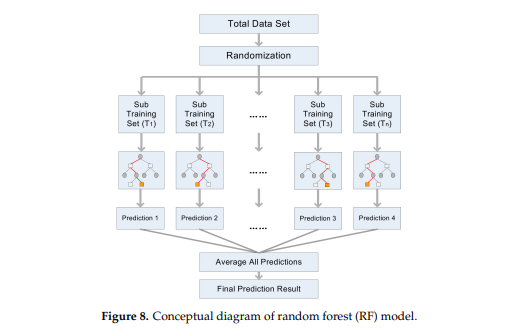 Total Data Set
Randomization
Sub
Training
Set (T1)
Sub
Training
Set (T2)
......
Sub
Training
Set (T3)
Sub
Training
Set (Tn)
......
Prediction 1
Prediction 2
......
Prediction 3
Prediction 4
Average All Predictions
Final Prediction Result
Figure 8. Conceptual diagram of random forest (RF) model.